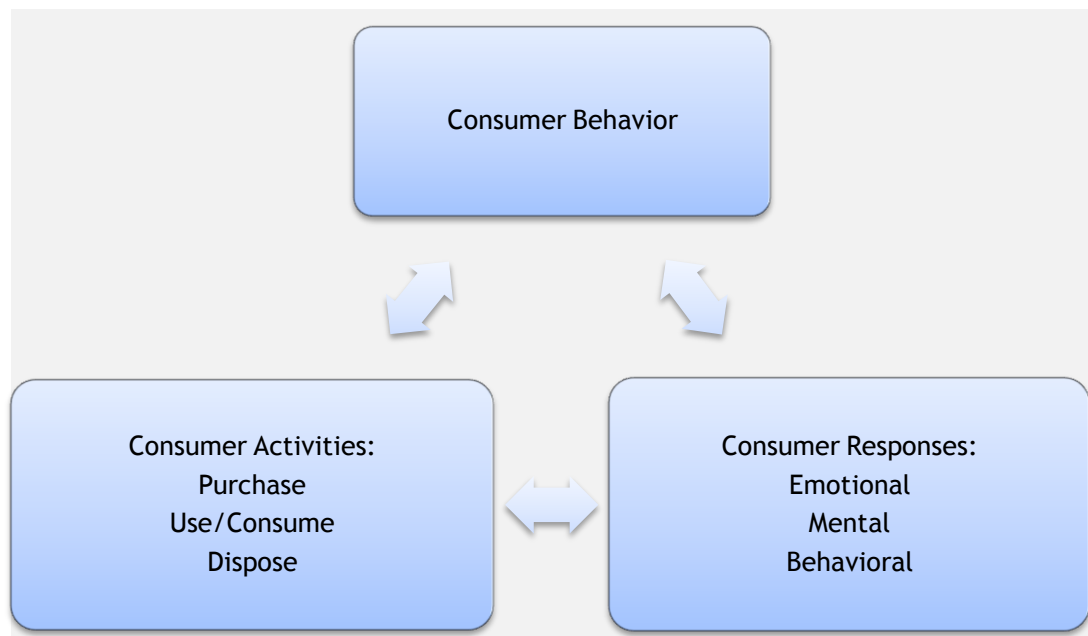 Consumer Behavior
Consumer Activities:
Purchase
Use/Consume
Dispose
Consumer Responses:
Emotional
Mental
Behavioral